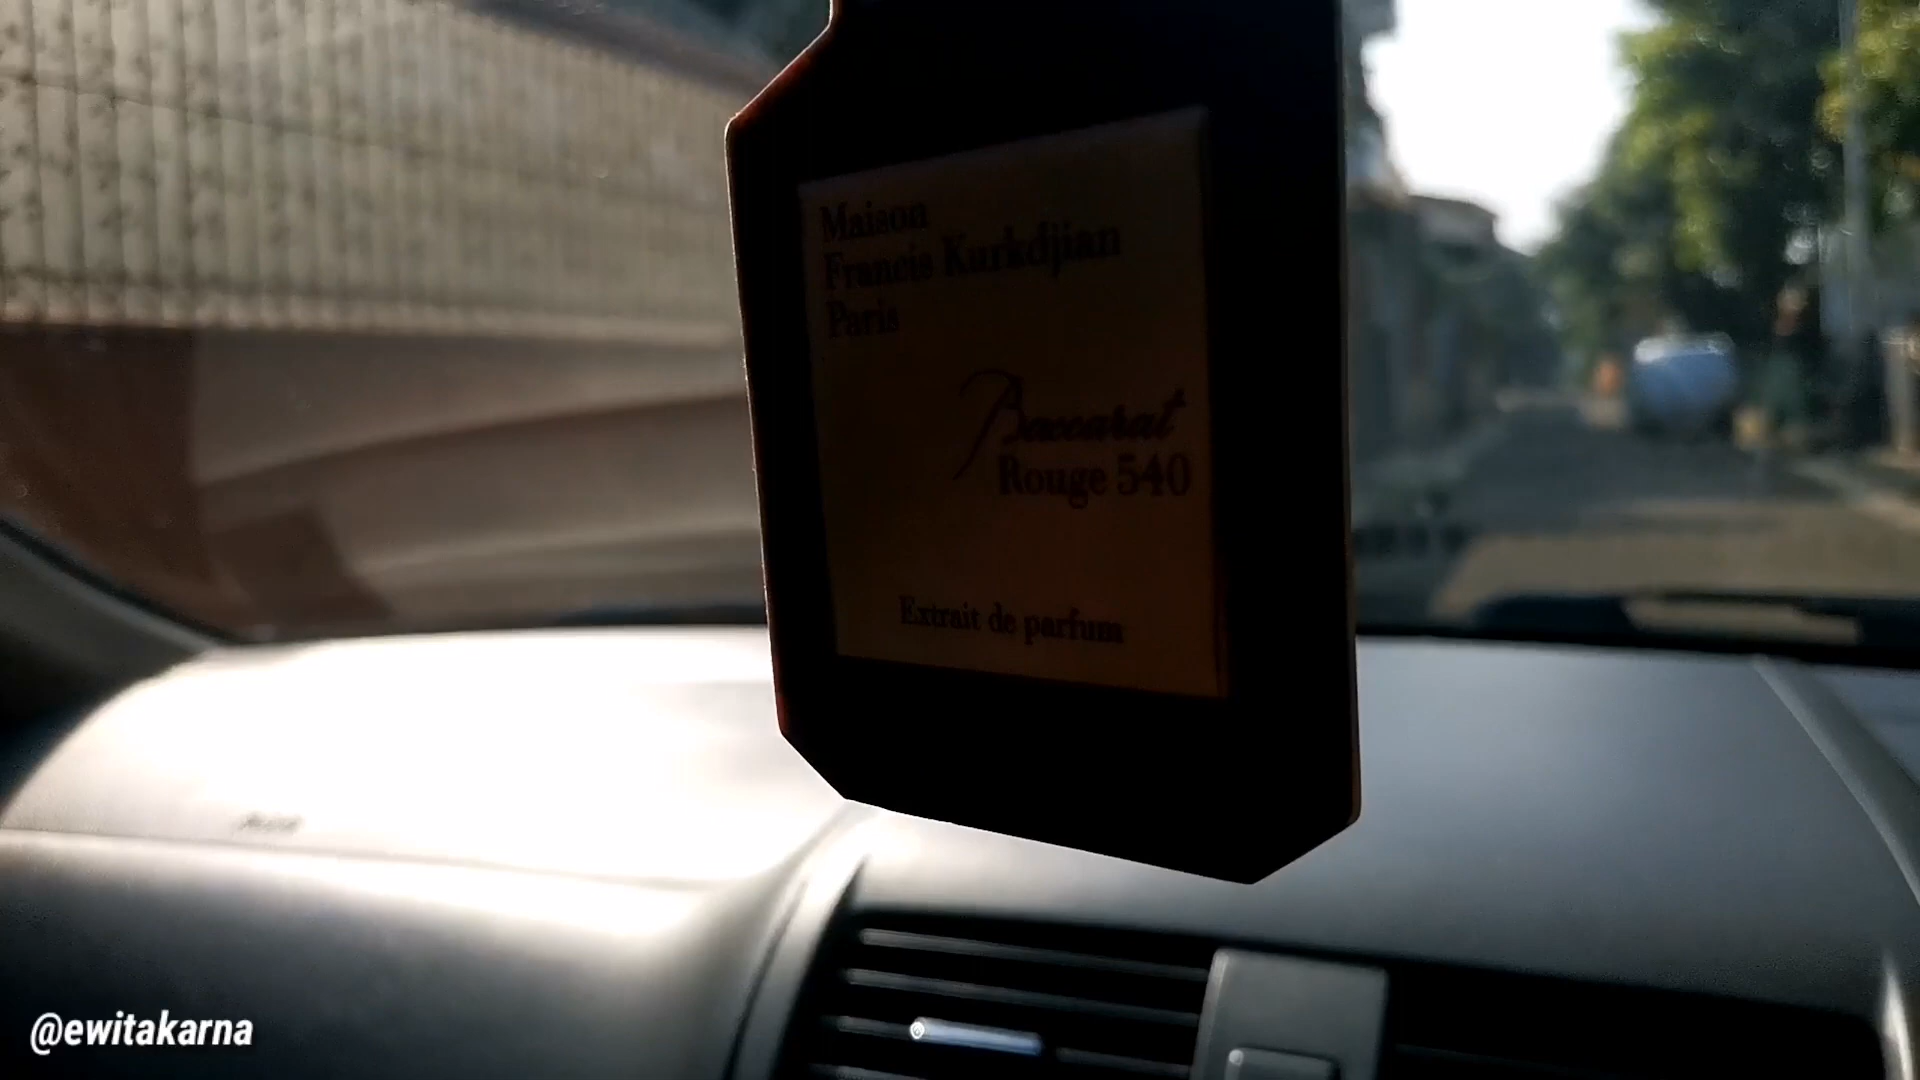 Maison
Francis Kurkdjian
Paris
Baccarat
Rouge 540
Extrait de parfum
@ewitakarna